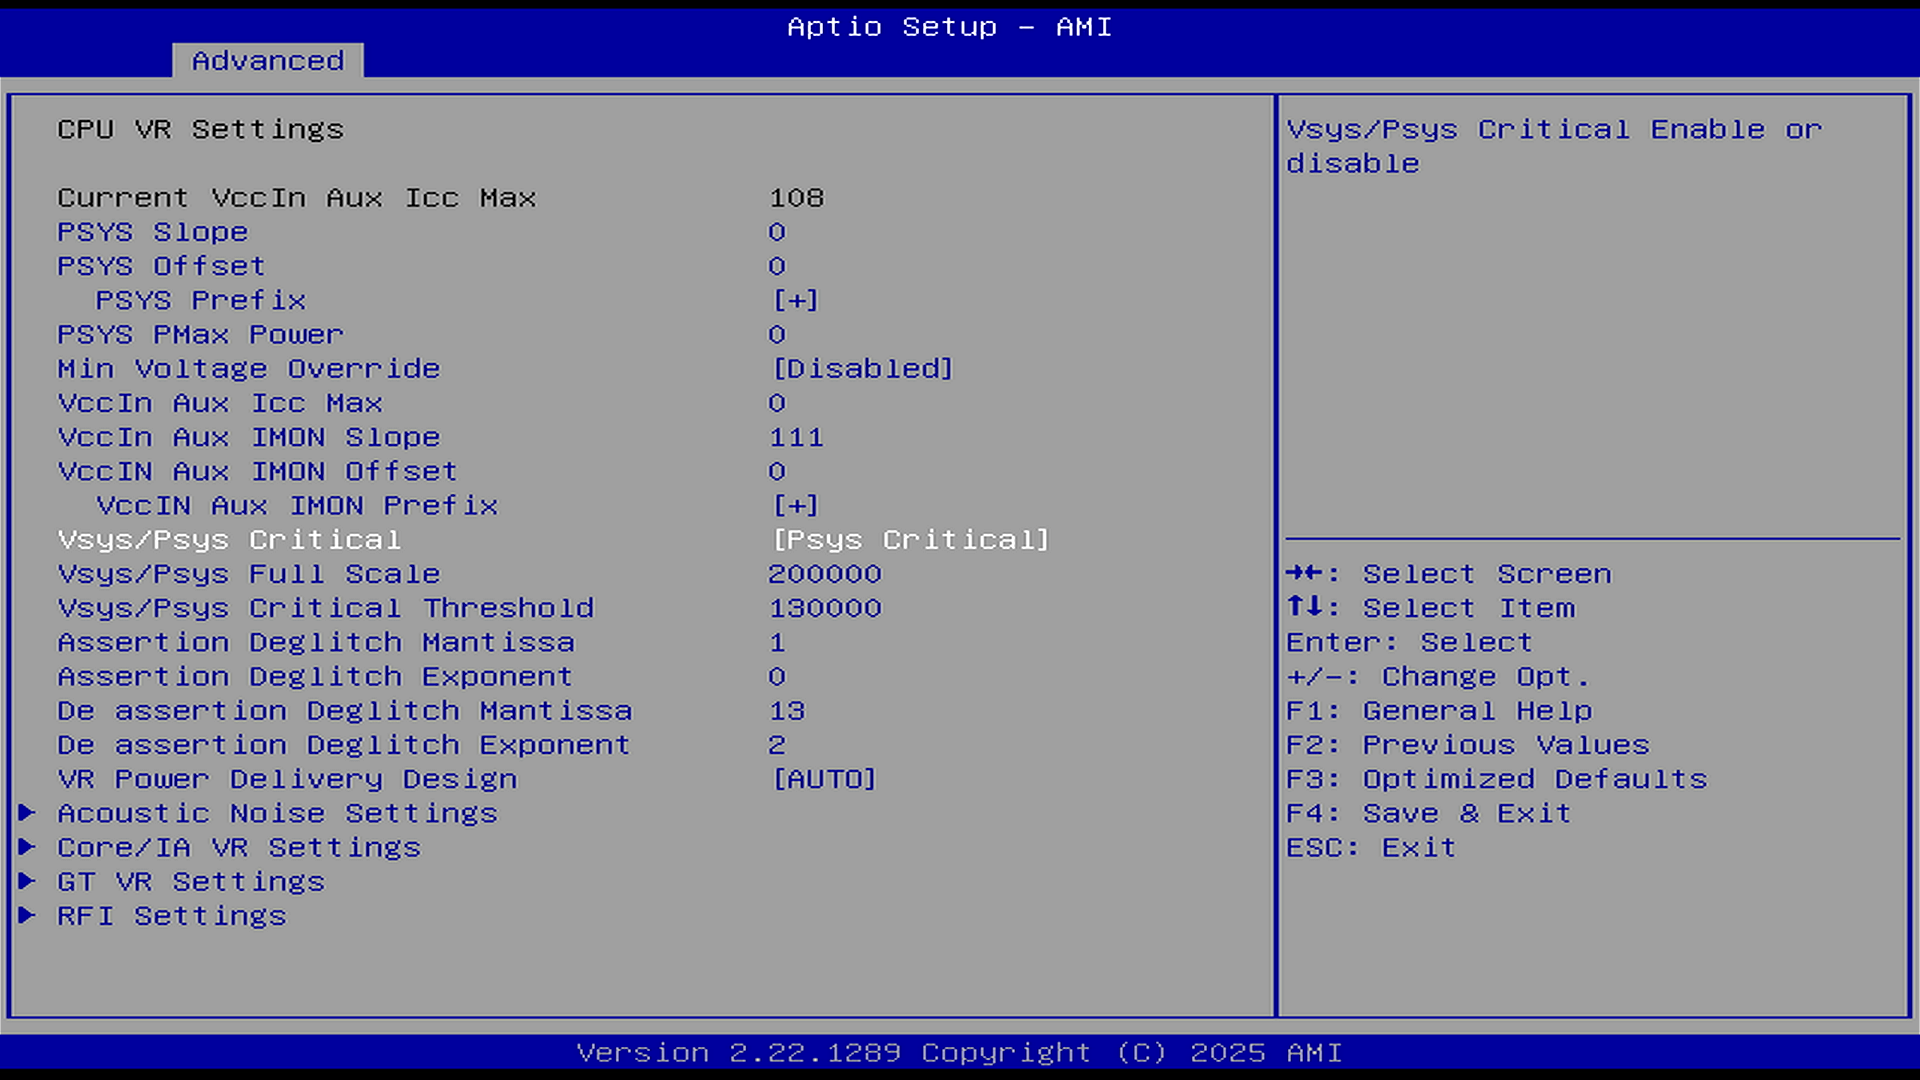 Aptio Setup - AMI
Advanced
CPU VR Settings
Current VccIn Aux Icc Max 108
PSYS Slope 0
PSYS Offset 0
PSYS Prefix [+]
PSYS PMax Power 0
Min Voltage Override [Disabled]
VccIn Aux Icc Max 0
VccIn Aux IMON Slope 111
VccIN Aux IMON Offset 0
VccIN Aux IMON Prefix [+]
Vsys/Psys Critical [Psys Critical]
Vsys/Psys Full Scale 200000
Vsys/Psys Critical Threshold 130000
Assertion Deglitch Mantissa 1
Assertion Deglitch Exponent 0
De assertion Deglitch Mantissa 13
De assertion Deglitch Exponent 2
VR Power Delivery Design [AUTO]
► Acoustic Noise Settings
► Core/IA VR Settings
► GT VR Settings
► RFI Settings
Vsys/Psys Critical Enable or
disable
→←: Select Screen
↑↓: Select Item
Enter: Select
+/-: Change Opt.
F1: General Help
F2: Previous Values
F3: Optimized Defaults
F4: Save & Exit
ESC: Exit
Version 2.22.1289 Copyright (C) 2025 AMI